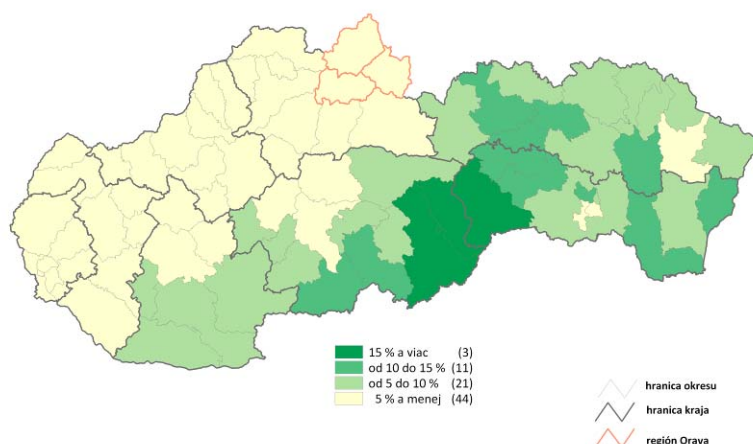 15 % a viac (3)
od 10 do 15 % (11)
od 5 do 10 % (21)
5 % a menej (44)
hranica okresu
hranica kraja
región Orava